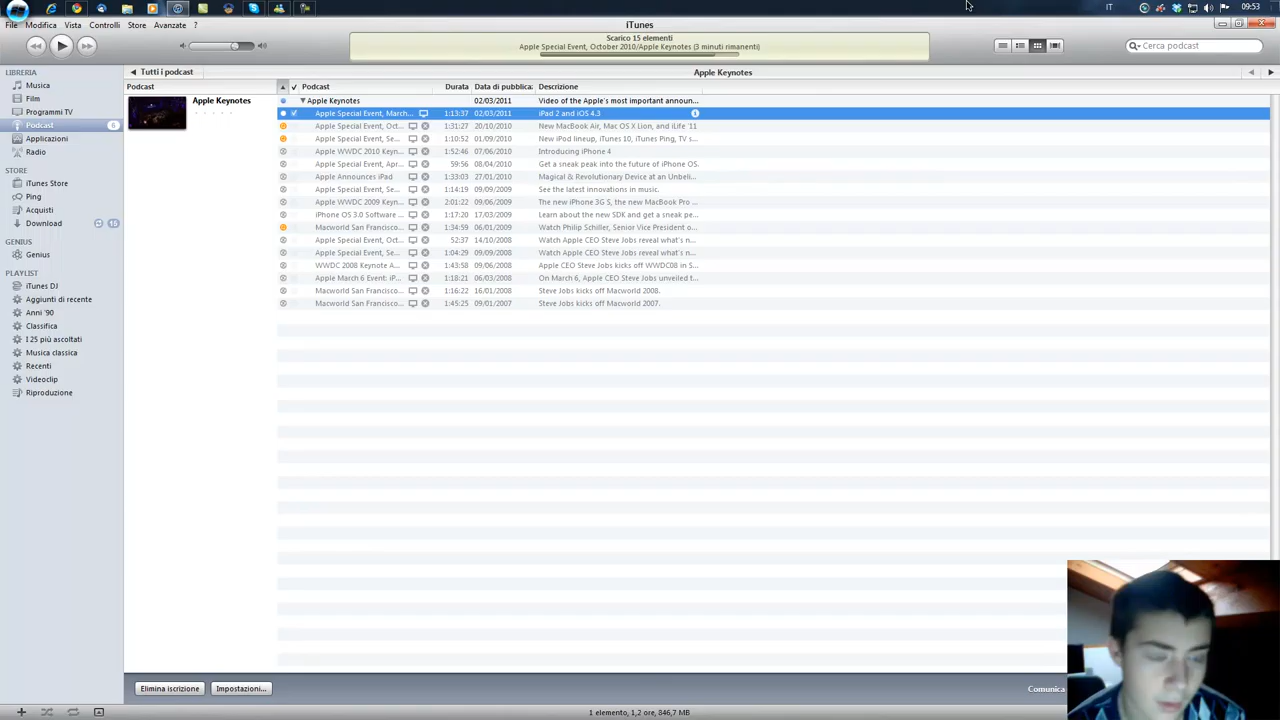 IT
09:53
File Modifica Vista Controlli Store Avanzate ?
iTunes
Scarico 15 elementi
Apple Special Event, October 2010/Apple Keynotes (3 minuti rimanenti)
Cerca podcast
LIBRERIA
Musica
Film
Programmi TV
Podcast 6
Applicazioni
Radio
STORE
iTunes Store
Ping
Acquisti
Download 15
GENIUS
Genius
PLAYLIST
iTunes DJ
Aggiunti di recente
Anni '90
Classifica
I 25 più ascoltati
Musica classica
Recenti
Videoclip
Riproduzione
Tutti i podcast
Apple Keynotes
Podcast
Apple Keynotes
Podcast Durata Data di pubblica: Descrizione
Apple Keynotes 02/03/2011 Video of the Apple's most important announ...
Apple Special Event, March... 1:13:37 02/03/2011 iPad 2 and iOS 4.3
Apple Special Event, Oct... 1:31:27 20/10/2010 New MacBook Air, Mac OS X Lion, and iLife '11
Apple Special Event, Se... 1:10:52 01/09/2010 New iPod lineup, iTunes 10, iTunes Ping, TV s...
Apple WWDC 2010 Keyn... 1:52:46 07/06/2010 Introducing iPhone 4
Apple Special Event, Apr... 59:56 08/04/2010 Get a sneak peek into the future of iPhone OS.
Apple Announces iPad 1:33:03 27/01/2010 Magical & Revolutionary Device at an Unbeli...
Apple Special Event, Se... 1:14:19 09/09/2009 See the latest innovations in music.
Apple WWDC 2009 Keyn... 2:01:22 08/06/2009 The new iPhone 3G S, the new MacBook Pro ...
iPhone OS 3.0 Software ... 1:17:20 17/03/2009 Learn about the new SDK and get a sneak pe...
Macworld San Francisco... 1:34:59 06/01/2009 Watch Philip Schiller, Senior Vice President o...
Apple Special Event, Oct... 52:37 14/10/2008 Watch Apple CEO Steve Jobs reveal what's n...
Apple Special Event, Se... 1:04:29 09/09/2008 Watch Apple CEO Steve Jobs reveal what's n...
WWDC 2008 Keynote A... 1:43:58 09/06/2008 Apple CEO Steve Jobs kicks off WWDC08 in S...
Apple March 6 Event: iP... 1:18:21 06/03/2008 On March 6, Apple CEO Steve Jobs unveiled t...
Macworld San Francisco... 1:16:22 16/01/2008 Steve Jobs kicks off Macworld 2008.
Macworld San Francisco... 1:45:25 09/01/2007 Steve Jobs kicks off Macworld 2007.
Elimina iscrizione
Impostazioni...
Comunica
1 elemento, 1,2 ore, 846,7 MB